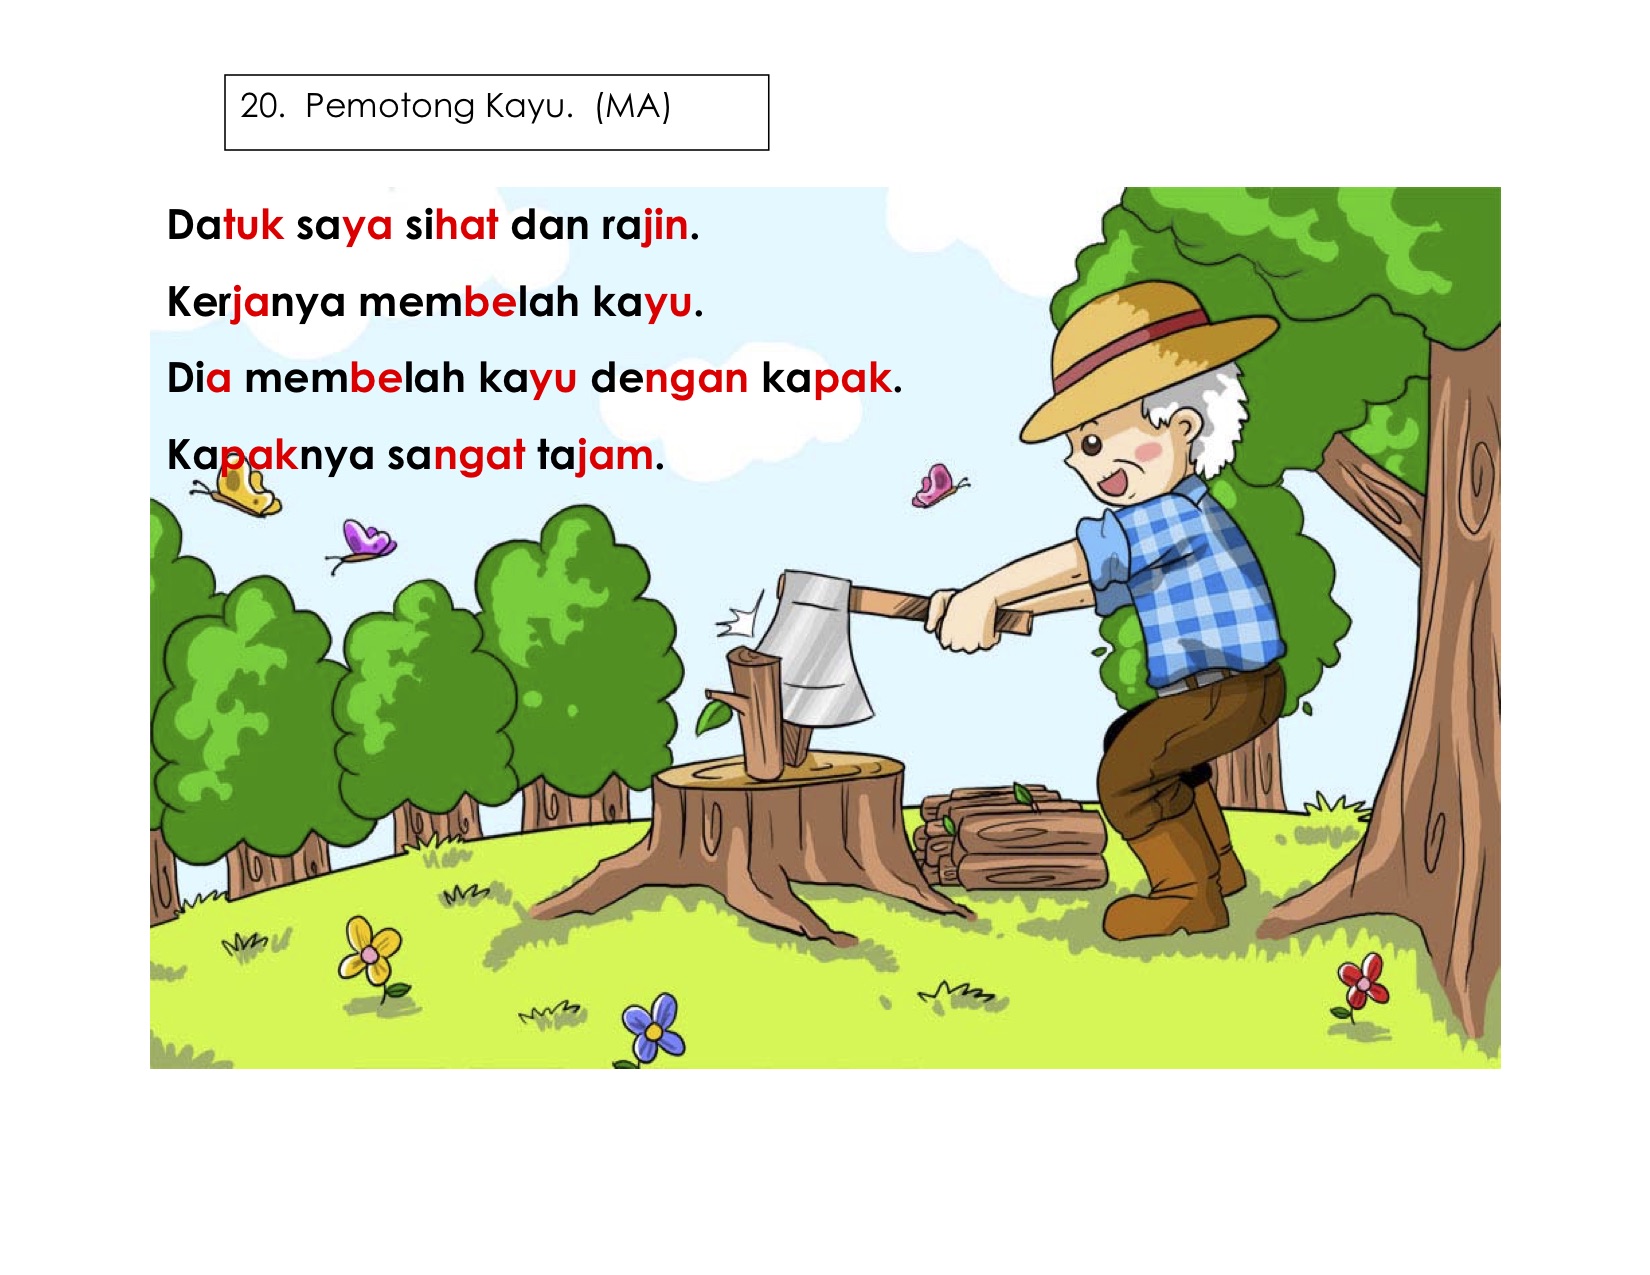 20.  Pemotong Kayu.  (MA)
Datuk saya sihat dan rajin.
Kerjanya membelah kayu.
Dia membelah kayu dengan kapak.
Kapaknya sangat tajam.